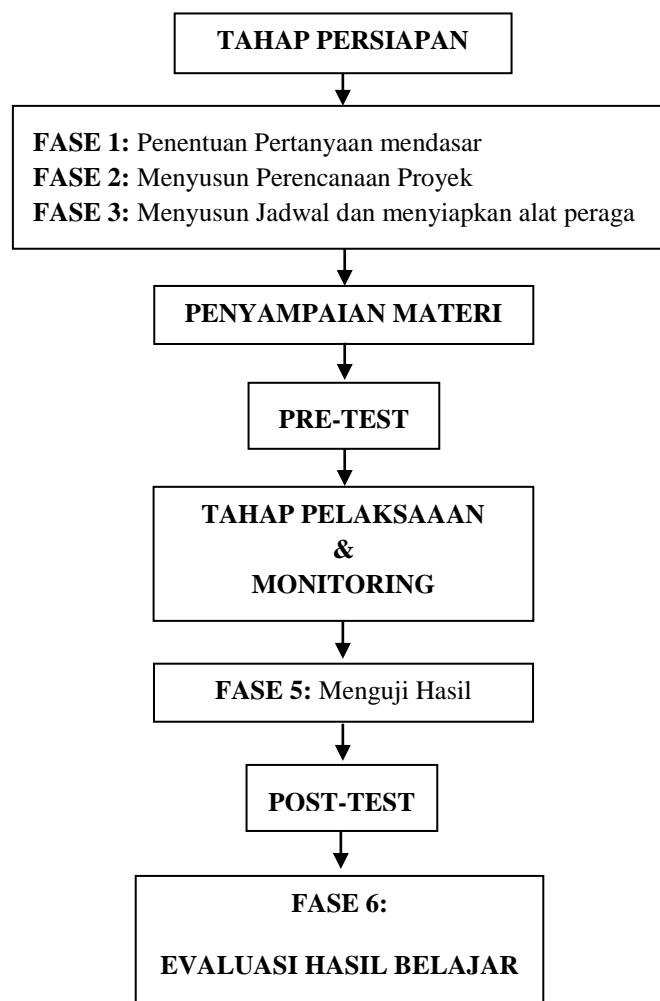 TAHAP PERSIAPAN
FASE 1: Penentuan Pertanyaan mendasar
FASE 2: Menyusun Perencanaan Proyek
FASE 3: Menyusun Jadwal dan menyiapkan alat peraga
PENYAMPAIAN MATERI
PRE-TEST
TAHAP PELAKSAAAN
&
MONITORING
FASE 5: Menguji Hasil
POST-TEST
FASE 6:
EVALUASI HASIL BELAJAR